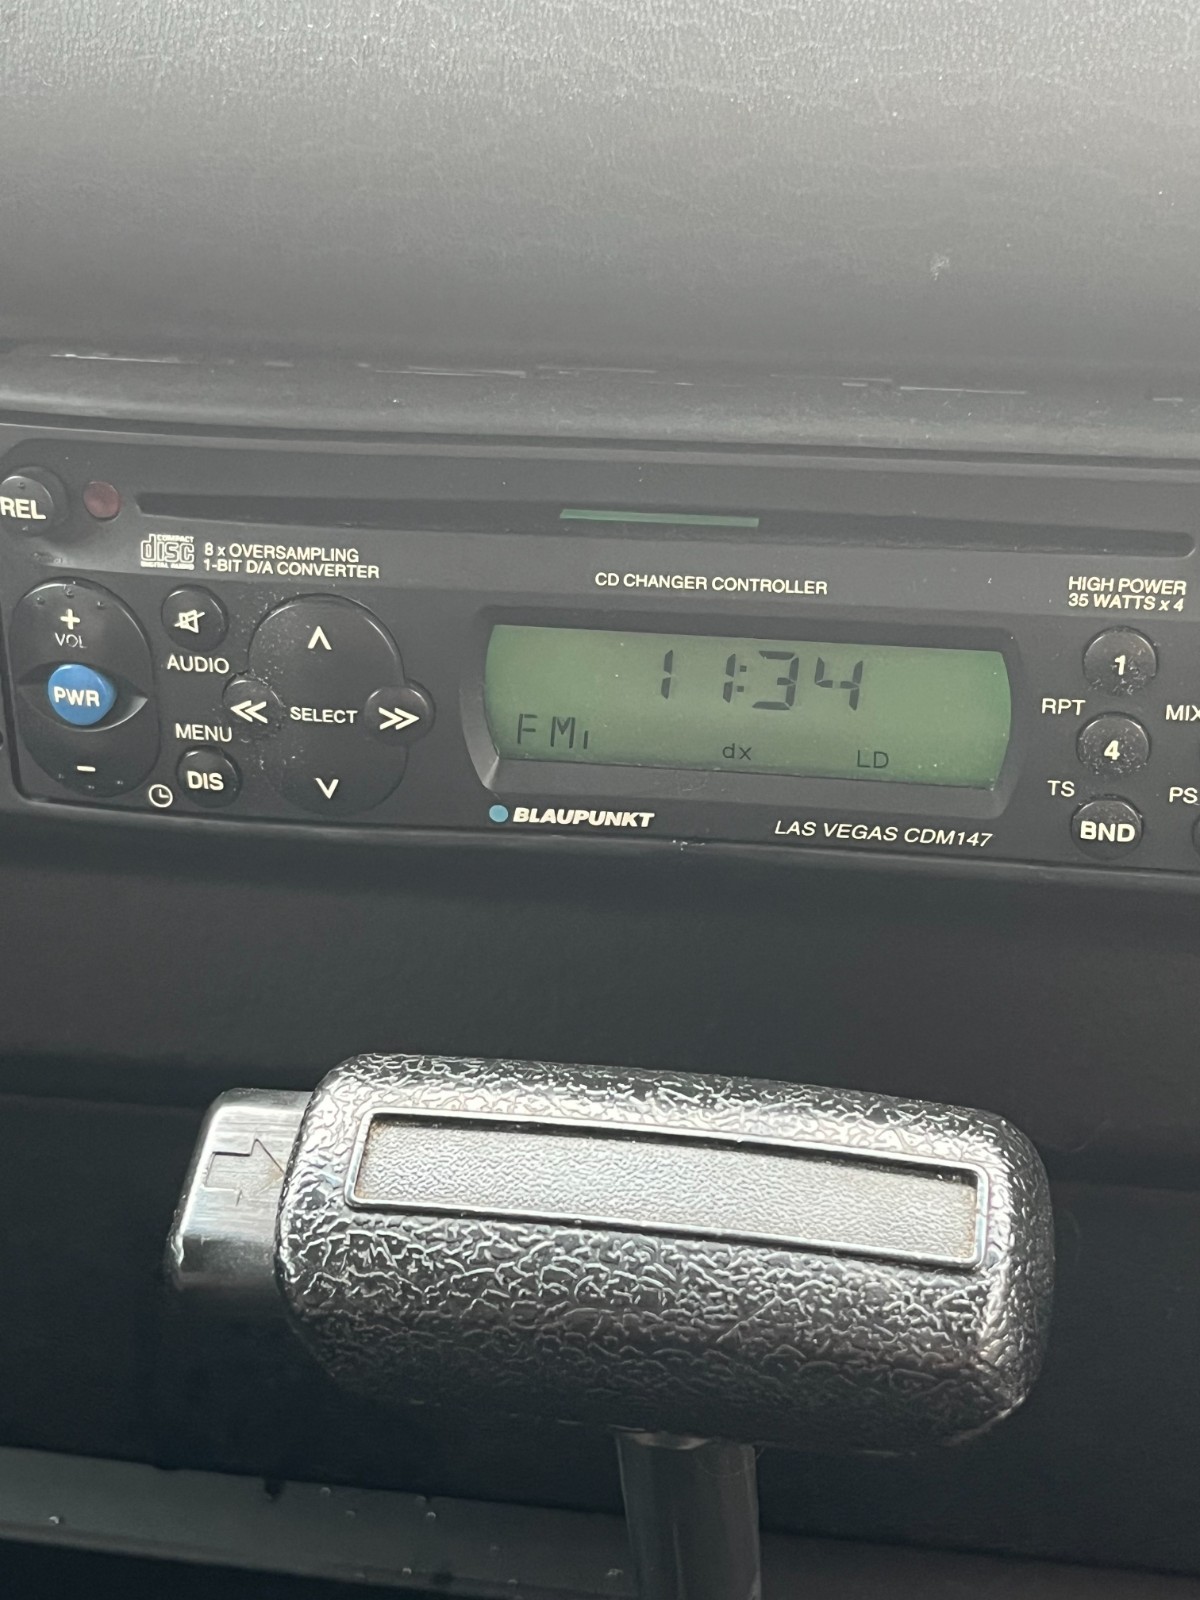 REL
COMPACT
disc
DIGITAL AUDIO
8 x OVERSAMPLING
1-BIT D/A CONVERTER
CD CHANGER CONTROLLER
HIGH POWER
35 WATTS x 4
+
VOL
PWR
−
AUDIO
MENU
DIS
SELECT
11:34
FM1
dx
LD
1
RPT
MIX
4
TS
PS
BND
BLAUPUNKT
LAS VEGAS CDM147